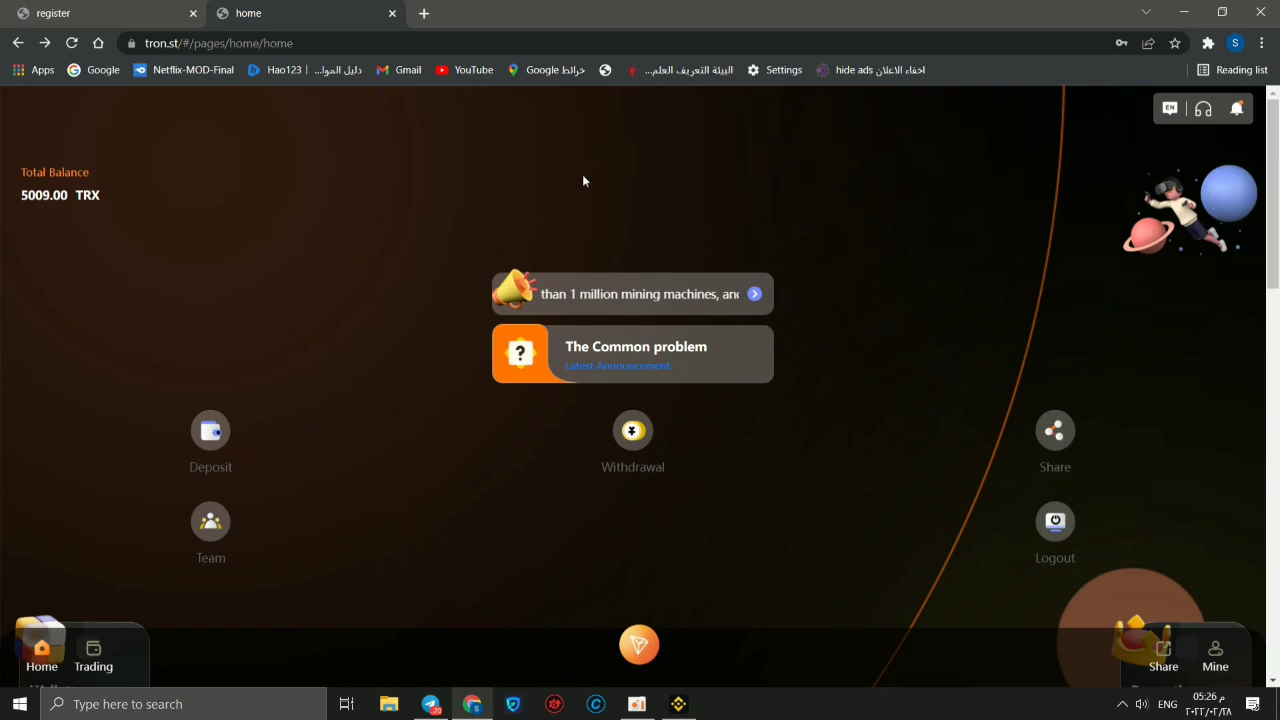 register
home
tron.st/#/pages/home/home
S
Apps
Google
Netflix-MOD-Final
Hao123 | دليل الموا...
Gmail
YouTube
خرائط Google
البيئة التعريف العلم...
Settings
hide ads اخفاء الاعلان
Reading list
EN
Total Balance
5009.00 TRX
than 1 million mining machines, and
The Common problem
Latest Announcement
Deposit
Withdrawal
Share
Team
Logout
Home
Trading
Share
Mine
Type here to search
70
ENG
05:26 م